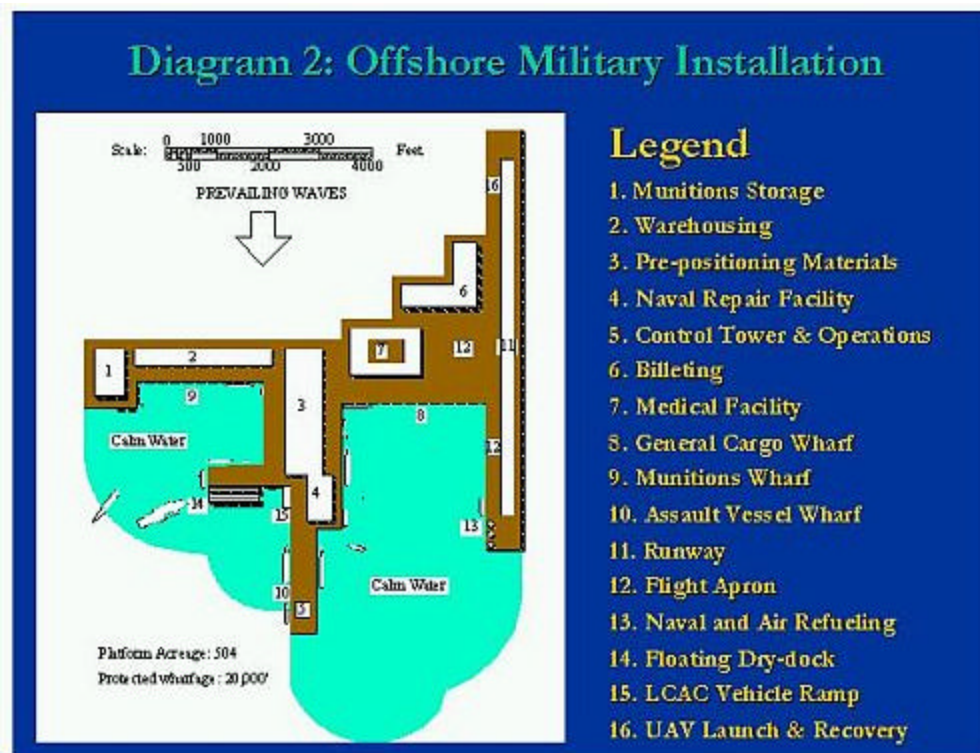 Diagram 2: Offshore Military Installation
Scale: 0 1000 3000 Feet
500 2000 4000
PREVAILING WAVES
16
6
7 12 11
2
1
3
9
8
Calm Water
12
4
14
15
13
Calm Water
10
5
Platform Acreage: 504
Protected wharfage: 20,000'
Legend
1. Munitions Storage
2. Warehousing
3. Pre-positioning Materials
4. Naval Repair Facility
5. Control Tower & Operations
6. Billeting
7. Medical Facility
8. General Cargo Wharf
9. Munitions Wharf
10. Assault Vessel Wharf
11. Runway
12. Flight Apron
13. Naval and Air Refueling
14. Floating Dry-dock
15. LCAC Vehicle Ramp
16. UAV Launch & Recovery